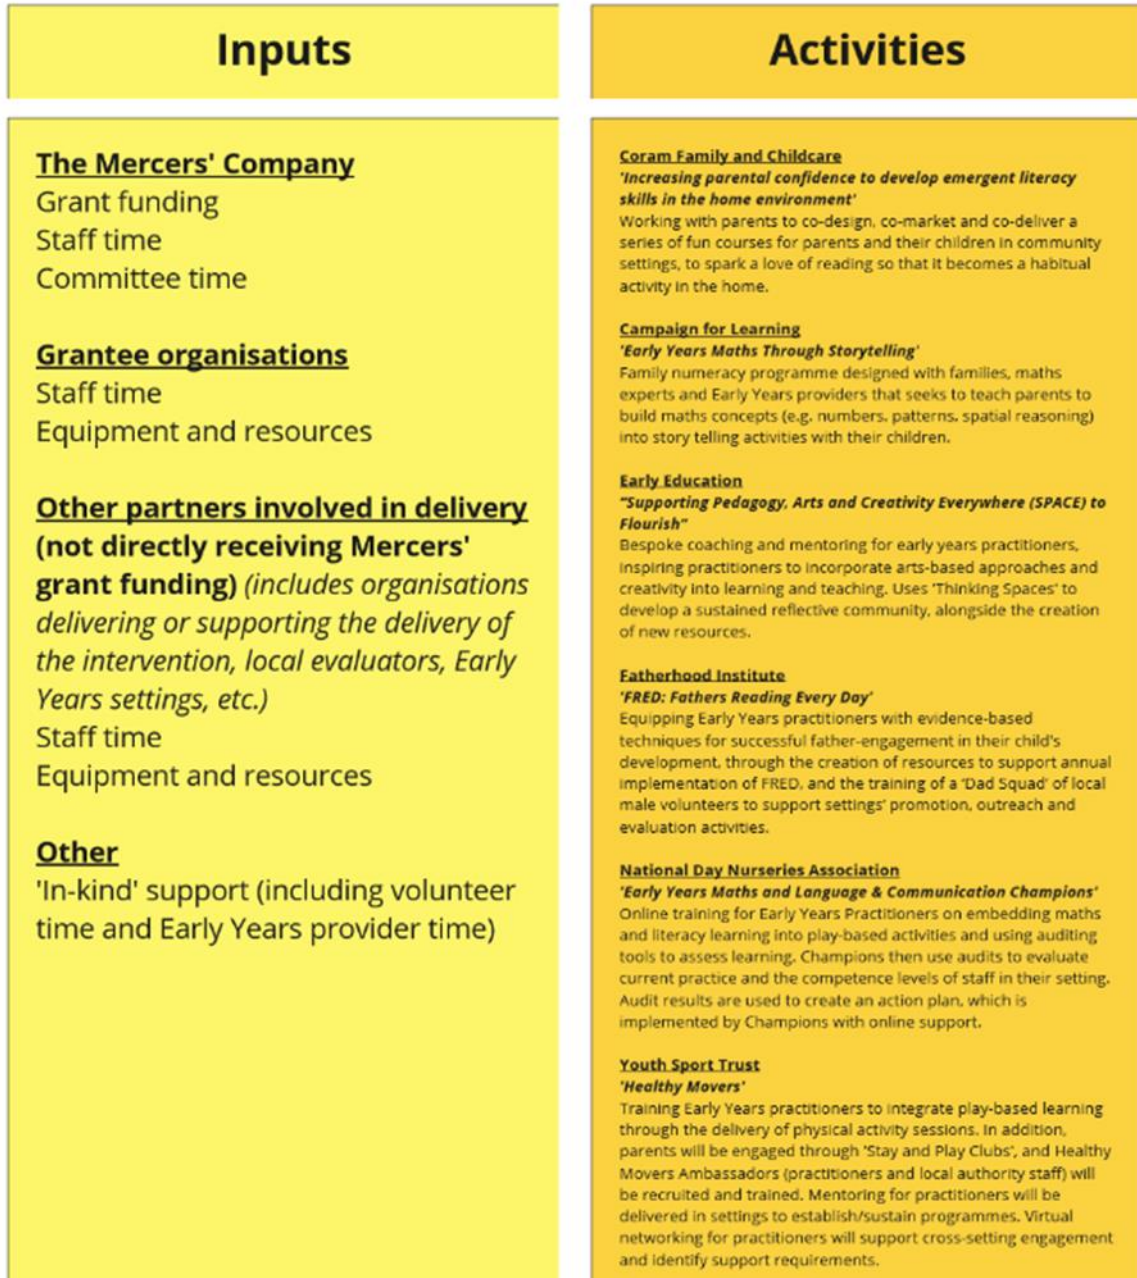 Inputs
The Mercers' Company
Grant funding
Staff time
Committee time
Grantee organisations
Staff time
Equipment and resources
Other partners involved in delivery
(not directly receiving Mercers'
grant funding) (includes organisations
delivering or supporting the delivery of
the intervention, local evaluators, Early
Years settings, etc.)
Staff time
Equipment and resources
Other
'In-kind' support (including volunteer
time and Early Years provider time)
Activities
Coram Family and Childcare
'Increasing parental confidence to develop emergent literacy
skills in the home environment'
Working with parents to co-design, co-market and co-deliver a
series of fun courses for parents and their children in community
settings, to spark a love of reading so that it becomes a habitual
activity in the home.
Campaign for Learning
'Early Years Maths Through Storytelling'
Family numeracy programme designed with families, maths
experts and Early Years providers that seeks to teach parents to
build maths concepts (e.g. numbers, patterns, spatial reasoning)
into story telling activities with their children.
Early Education
"Supporting Pedagogy, Arts and Creativity Everywhere (SPACE) to
Flourish"
Bespoke coaching and mentoring for early years practitioners,
inspiring practitioners to incorporate arts-based approaches and
creativity into learning and teaching. Uses 'Thinking Spaces' to
develop a sustained reflective community, alongside the creation
of new resources.
Fatherhood Institute
'FRED: Fathers Reading Every Day'
Equipping Early Years practitioners with evidence-based
techniques for successful father-engagement in their child's
development, through the creation of resources to support annual
implementation of FRED, and the training of a 'Dad Squad' of local
male volunteers to support settings' promotion, outreach and
evaluation activities.
National Day Nurseries Association
'Early Years Maths and Language & Communication Champions'
Online training for Early Years Practitioners on embedding maths
and literacy learning into play-based activities and using auditing
tools to assess learning. Champions then use audits to evaluate
current practice and the competence levels of staff in their setting.
Audit results are used to create an action plan, which is
implemented by Champions with online support.
Youth Sport Trust
'Healthy Movers'
Training Early Years practitioners to integrate play-based learning
through the delivery of physical activity sessions. In addition,
parents will be engaged through 'Stay and Play Clubs', and Healthy
Movers Ambassadors (practitioners and local authority staff) will
be recruited and trained. Mentoring for practitioners will be
delivered in settings to establish/sustain programmes. Virtual
networking for practitioners will support cross-setting engagement
and identify support requirements.